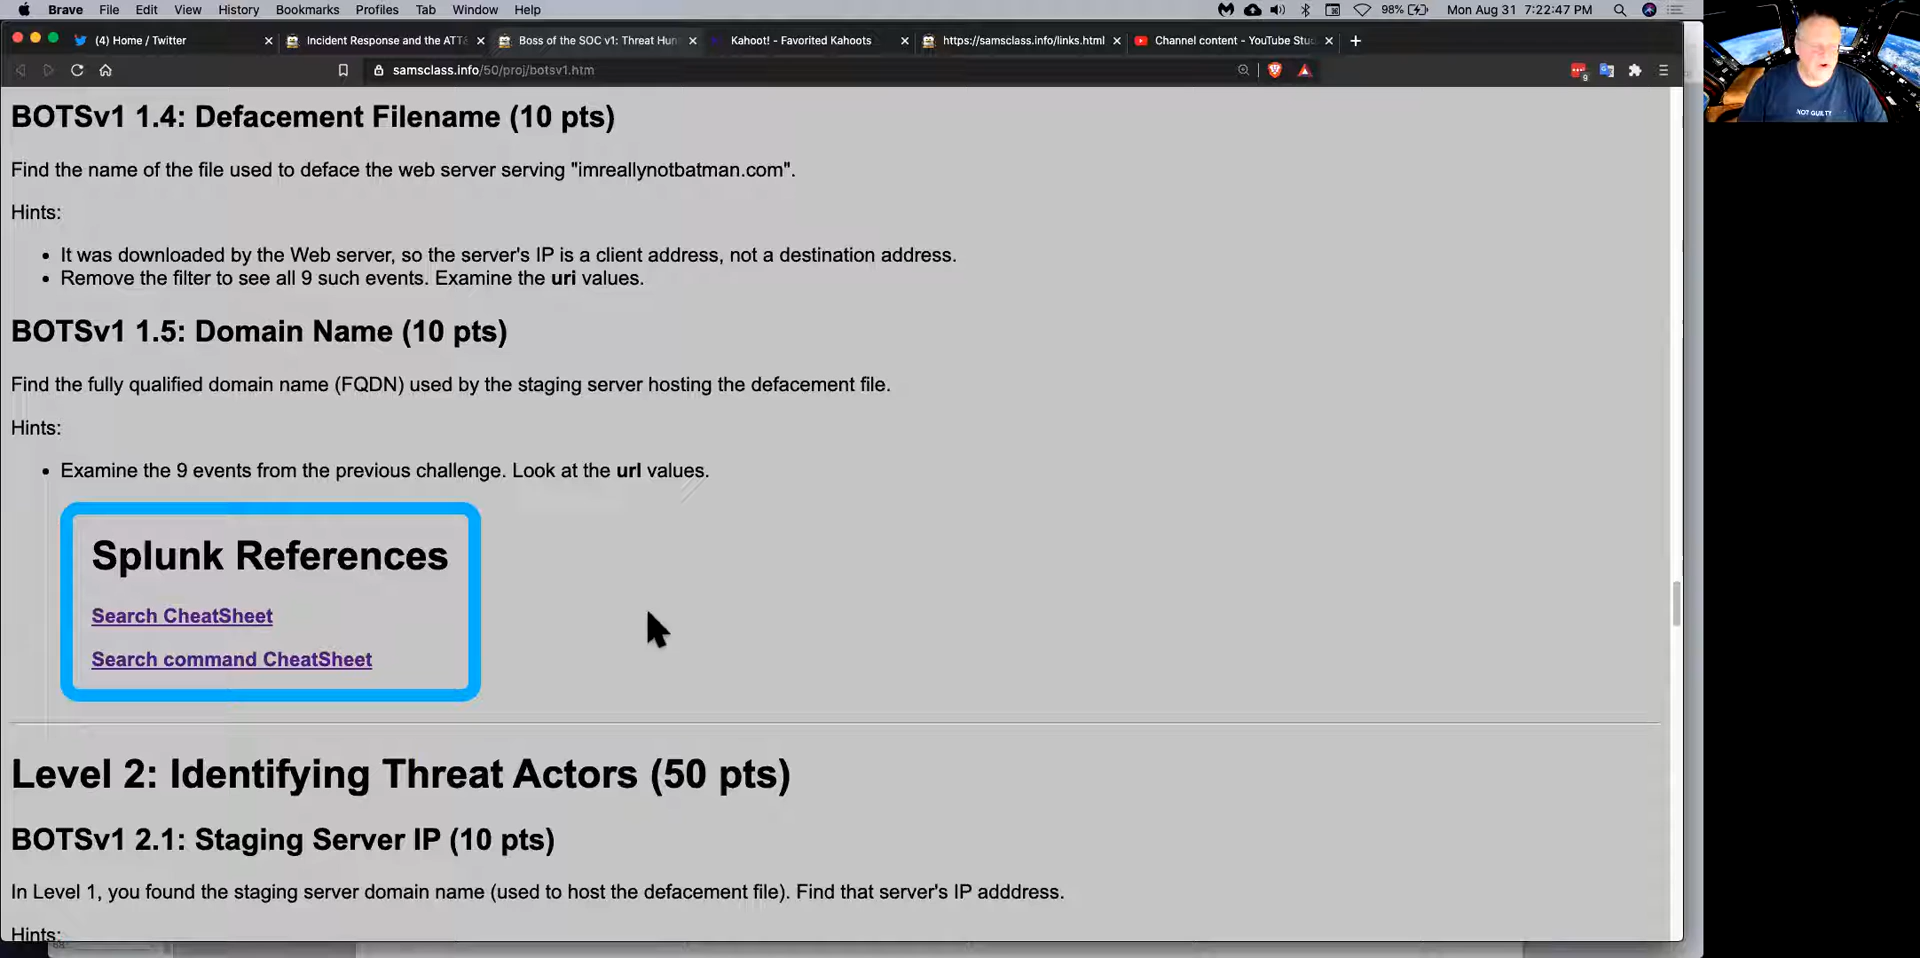 Brave File Edit View History Bookmarks Profiles Tab Window Help 98% Mon Aug 31 7:22:47 PM
(4) Home / Twitter Incident Response and the ATT Boss of the SOC v1: Threat Hun Kahoot! - Favorited Kahoots https://samsclass.info/links.html Channel content - YouTube Stu
samsclass.info/50/proj/botsv1.htm
9
BOTSv1 1.4: Defacement Filename (10 pts)
Find the name of the file used to deface the web server serving "imreallynotbatman.com".
Hints:
• It was downloaded by the Web server, so the server's IP is a client address, not a destination address.
• Remove the filter to see all 9 such events. Examine the uri values.
BOTSv1 1.5: Domain Name (10 pts)
Find the fully qualified domain name (FQDN) used by the staging server hosting the defacement file.
Hints:
• Examine the 9 events from the previous challenge. Look at the url values.
Splunk References
Search CheatSheet
Search command CheatSheet
Level 2: Identifying Threat Actors (50 pts)
BOTSv1 2.1: Staging Server IP (10 pts)
In Level 1, you found the staging server domain name (used to host the defacement file). Find that server's IP adddress.
Hints:
NOT GUILTY